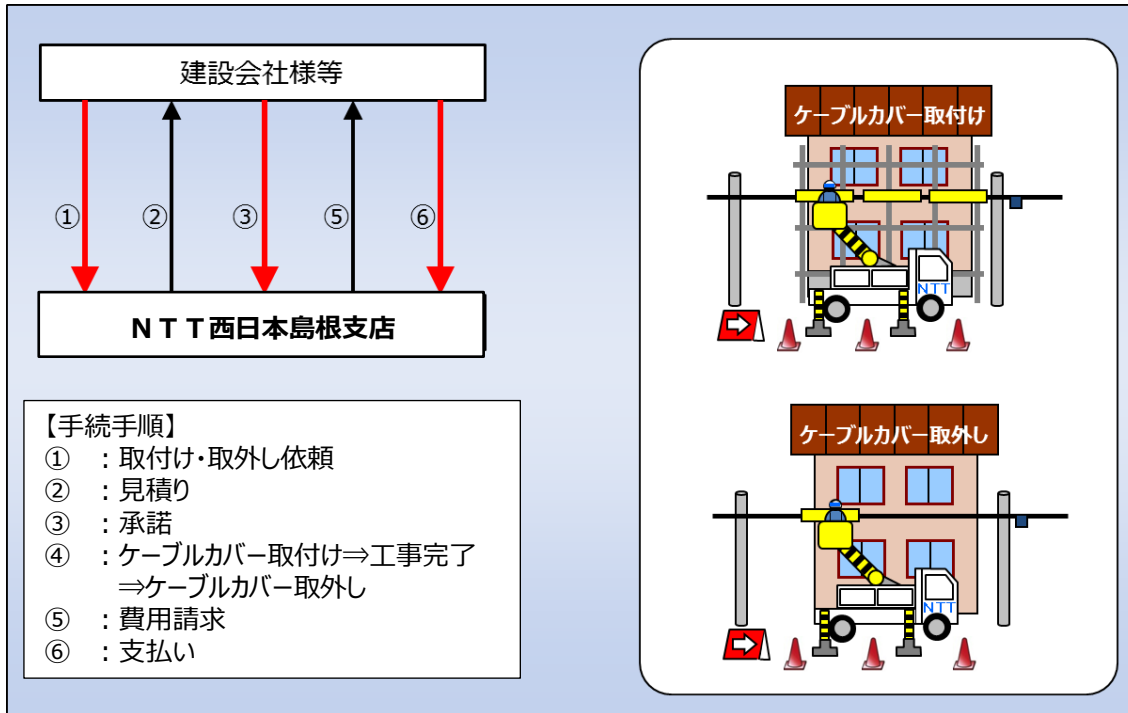 建設会社様等
①
②
③
⑤
⑥
NTT西日本島根支店
【手続手順】
① ：取付け・取外し依頼
② ：見積り
③ ：承諾
④ ：ケーブルカバー取付け⇒工事完了
⇒ケーブルカバー取外し
⑤ ：費用請求
⑥ ：支払い
ケーブルカバー取付け
NTT
ケーブルカバー取外し
NTT